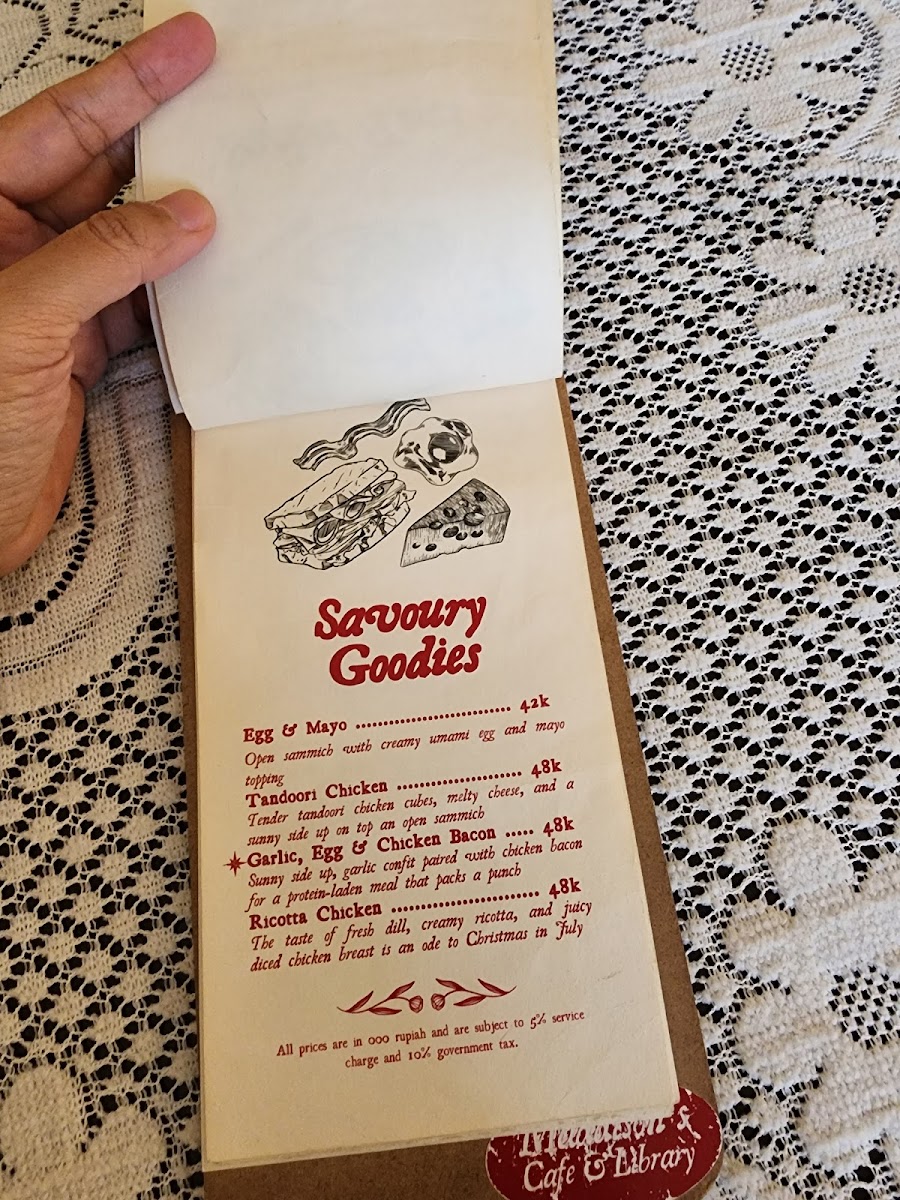 Savoury
Goodies
Egg & Mayo ............................ 42k
Open sammich with creamy umami egg and mayo
topping
Tandoori Chicken ....................... 48k
Tender tandoori chicken cubes, melty cheese, and a
sunny side up on top an open sammich
Garlic, Egg & Chicken Bacon ..... 48k
Sunny side up, garlic confit paired with chicken bacon
for a protein-laden meal that packs a punch
Ricotta Chicken ........................... 48k
The taste of fresh dill, creamy ricotta, and juicy
diced chicken breast is an ode to Christmas in July
All prices are in 000 rupiah and are subject to 5% service
charge and 10% government tax.
Cafe & Library